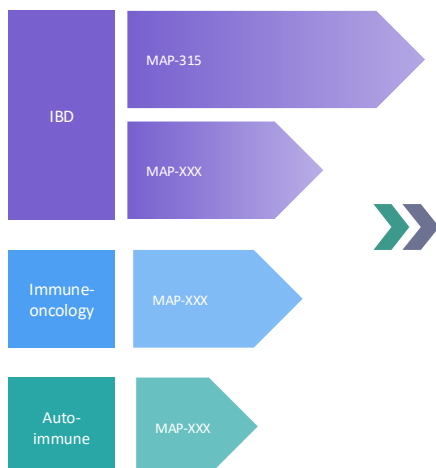 MAP-315
IBD
MAP-XXX
Immune-
oncology
MAP-XXX
Auto-
immune
MAP-XXX